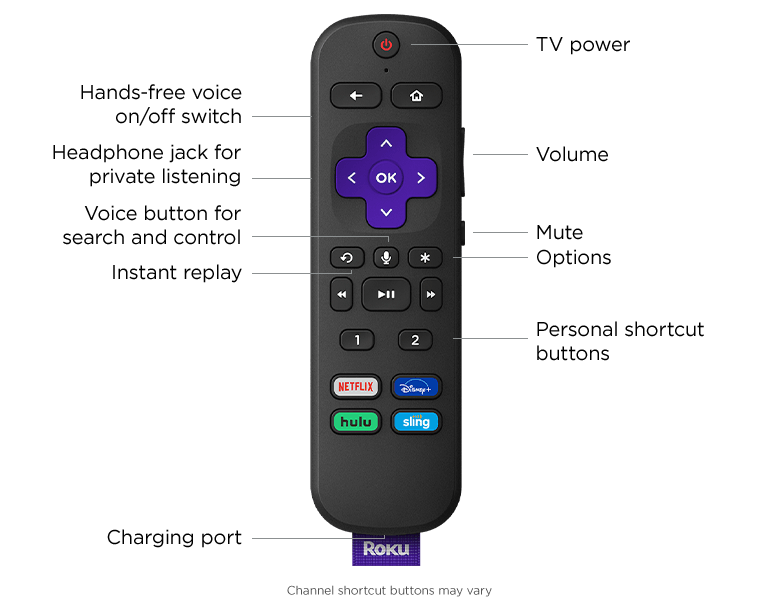 TV power
Hands-free voice
on/off switch
Headphone jack for
private listening
OK
Volume
Voice button for
search and control
Mute
Options
Instant replay
1
2
Personal shortcut
buttons
NETFLIX
Disney+
hulu
sling
Charging port
Roku
Channel shortcut buttons may vary